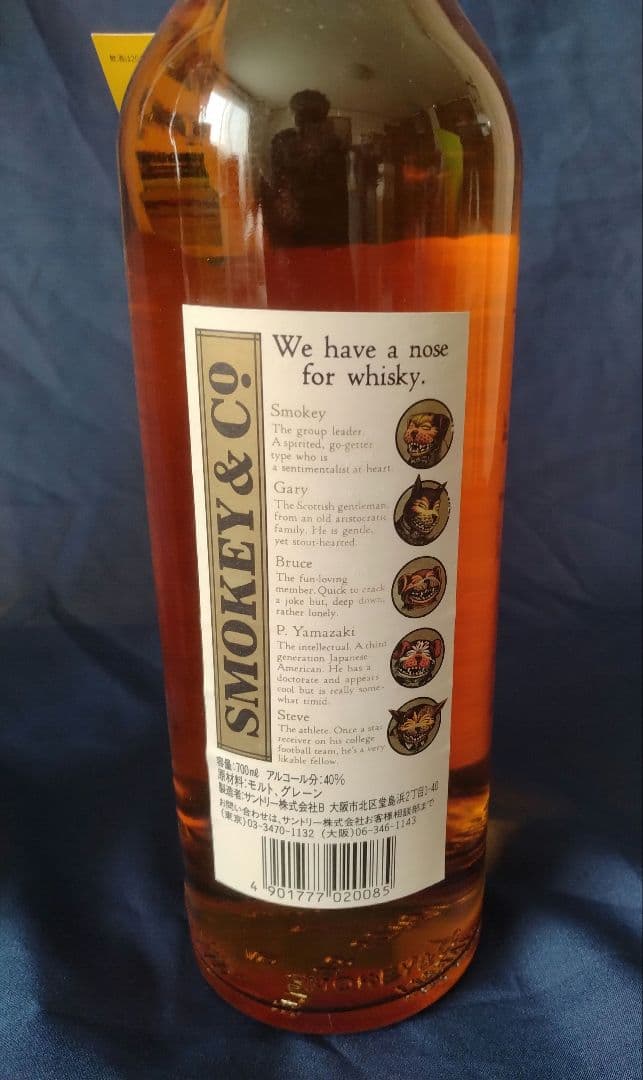 SMOKEY & Co.
We have a nose
for whisky.
Smokey
The group leader.
A spirited, go-getter
type who is
a sentimentalist at heart.
Gary
The Scottish gentleman,
from an old aristocratic
family. He is gentle,
yet stout-hearted.
Bruce
The fun-loving
member. Quick to crack
a joke but, deep down,
rather lonely.
P. Yamazaki
The intellectual. A third
generation Japanese
American. He has a
doctorate and appears
cool but is really some-
what timid.
Steve
The athlete. Once a star
receiver on his college
football team, he's a very
likable fellow.
容量:700ml アルコール分:40%
原材料:モルト、グレーン
製造者:サントリー株式会社B 大阪市北区堂島浜2丁目1-40
お問い合わせは、サントリー株式会社お客様相談部まで
(東京)03-3470-1132 (大阪)06-346-1143
4 901777 020085